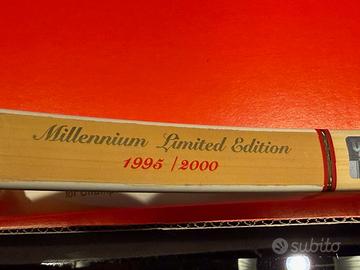 Millennium Limited Edition
1995 / 2000
subito